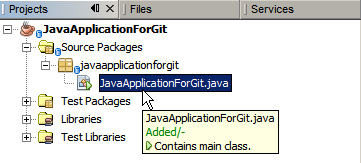 Projects
Files
Services
JavaApplicationForGit
Source Packages
javaapplicationforgit
JavaApplicationForGit.java
Test Packages
Libraries
Test Libraries
JavaApplicationForGit.java
Added/-
Contains main class.